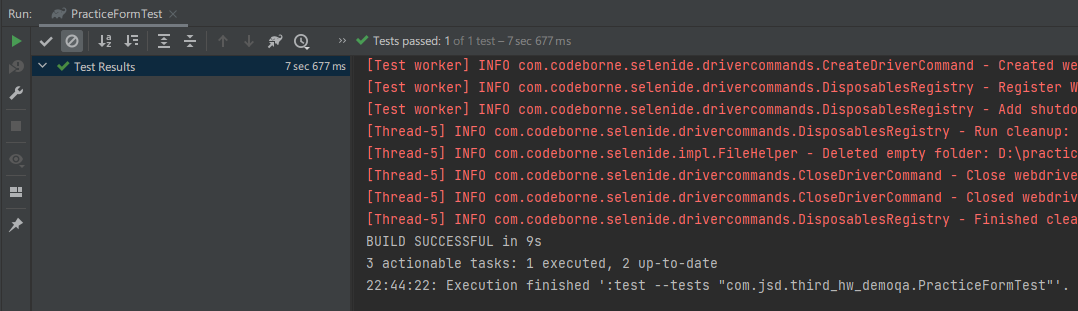 Run: PracticeFormTest
Tests passed: 1 of 1 test – 7 sec 677 ms
Test Results 7 sec 677 ms
[Test worker] INFO com.codeborne.selenide.drivercommands.CreateDriverCommand - Created we
[Test worker] INFO com.codeborne.selenide.drivercommands.DisposablesRegistry - Register W
[Test worker] INFO com.codeborne.selenide.drivercommands.DisposablesRegistry - Add shutdo
[Thread-5] INFO com.codeborne.selenide.drivercommands.DisposablesRegistry - Run cleanup:
[Thread-5] INFO com.codeborne.selenide.impl.FileHelper - Deleted empty folder: D:\practic
[Thread-5] INFO com.codeborne.selenide.drivercommands.CloseDriverCommand - Close webdrive
[Thread-5] INFO com.codeborne.selenide.drivercommands.CloseDriverCommand - Closed webdriv
[Thread-5] INFO com.codeborne.selenide.drivercommands.DisposablesRegistry - Finished clea
BUILD SUCCESSFUL in 9s
3 actionable tasks: 1 executed, 2 up-to-date
22:44:22: Execution finished ':test --tests "com.jsd.third_hw_demoqa.PracticeFormTest"'.